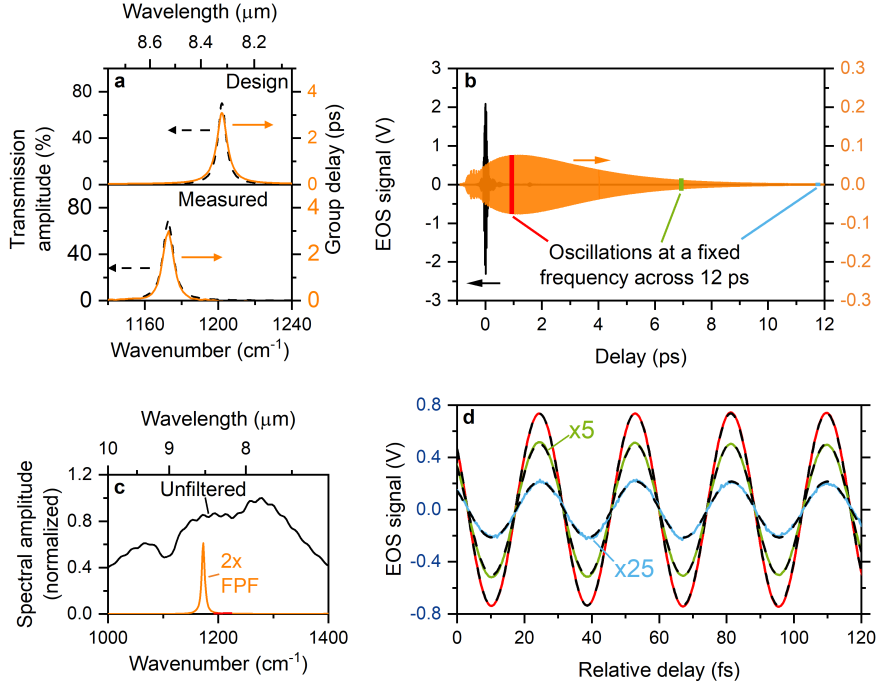 Wavelength (μm)
8.6 8.4 8.2
a
Design
80
40
0
4
2
0
Measured
80
40
0
4
2
0
Transmission
amplitude (%)
Group delay (ps)
1160 1200 1240
Wavenumber (cm-1)
b
3
2
1
0
-1
-2
-3
EOS signal (V)
0.3
0.2
0.1
0.0
-0.1
-0.2
-0.3
Oscillations at a fixed
frequency across 12 ps
0 2 4 6 8 10 12
Delay (ps)
Wavelength (μm)
10 9 8
c
Unfiltered
2x
FPF
1.2
0.8
0.4
0.0
Spectral amplitude
(normalized)
1000 1200 1400
Wavenumber (cm-1)
d
x5
x25
0.8
0.4
0.0
-0.4
-0.8
EOS signal (V)
0 20 40 60 80 100 120
Relative delay (fs)